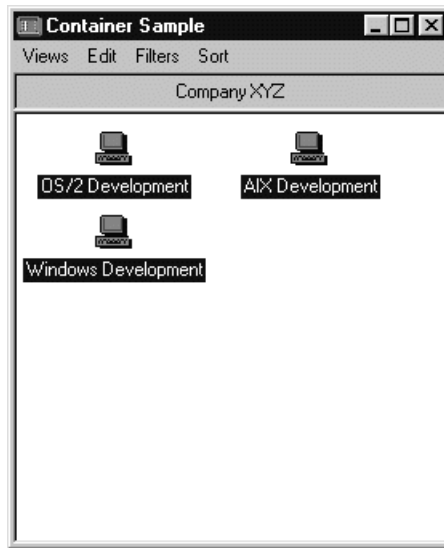 Container Sample
Views Edit Filters Sort
Company XYZ
OS/2 Development AIX Development
Windows Development